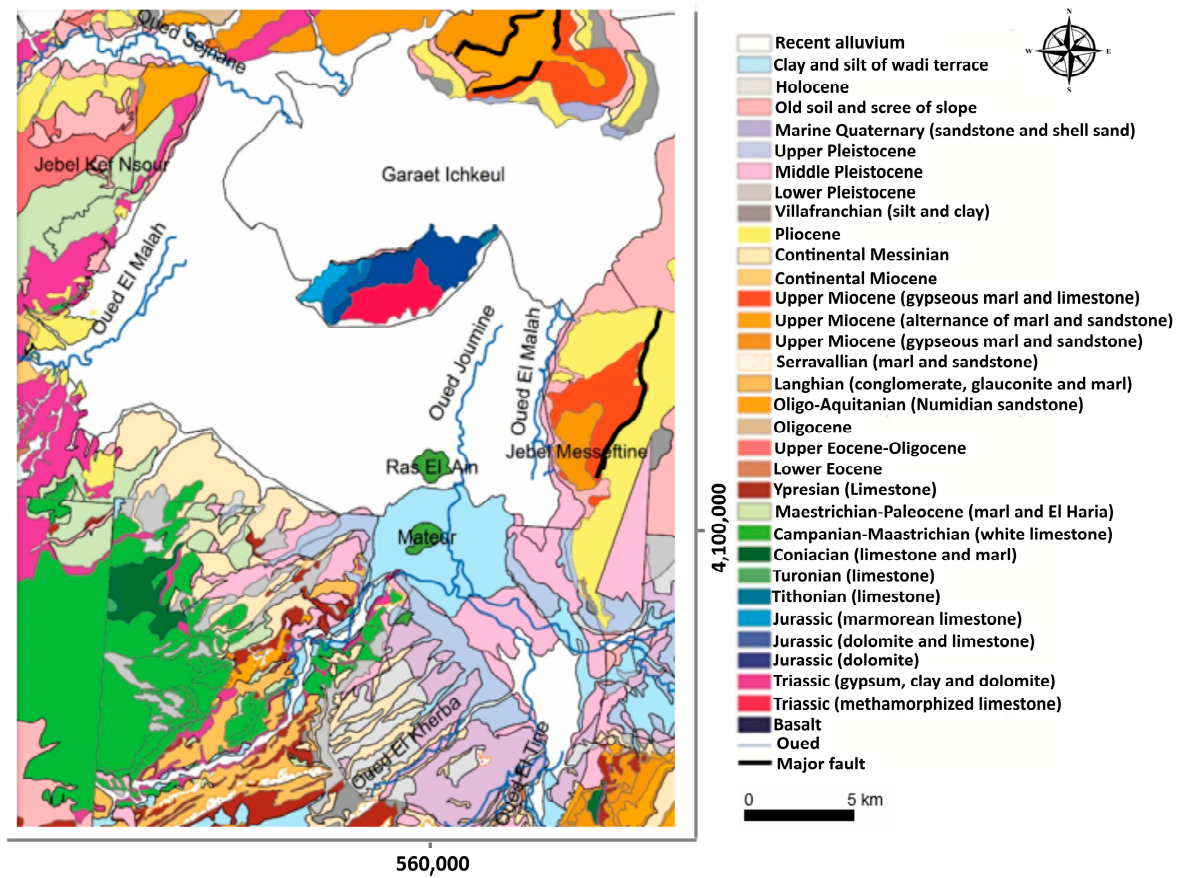 Oued Sejnane
Jebel Kef Nsour
Garaet Ichkeul
Oued El Malah
Oued Joumine
Oued El Malah
Jebel Messeftine
Ras El Ain
Mateur
Oued El Kherba
Oued El Tine
4,100,000
560,000
N
W
E
S
Recent alluvium
Clay and silt of wadi terrace
Holocene
Old soil and scree of slope
Marine Quaternary (sandstone and shell sand)
Upper Pleistocene
Middle Pleistocene
Lower Pleistocene
Villafranchian (silt and clay)
Pliocene
Continental Messinian
Continental Miocene
Upper Miocene (gypseous marl and limestone)
Upper Miocene (alternance of marl and sandstone)
Upper Miocene (gypseous marl and sandstone)
Serravallian (marl and sandstone)
Langhian (conglomerate, glauconite and marl)
Oligo-Aquitanian (Numidian sandstone)
Oligocene
Upper Eocene-Oligocene
Lower Eocene
Ypresian (Limestone)
Maestrichian-Paleocene (marl and El Haria)
Campanian-Maastrichian (white limestone)
Coniacian (limestone and marl)
Turonian (limestone)
Tithonian (limestone)
Jurassic (marmorean limestone)
Jurassic (dolomite and limestone)
Jurassic (dolomite)
Triassic (gypsum, clay and dolomite)
Triassic (methamorphized limestone)
Basalt
Oued
Major fault
0 5 km